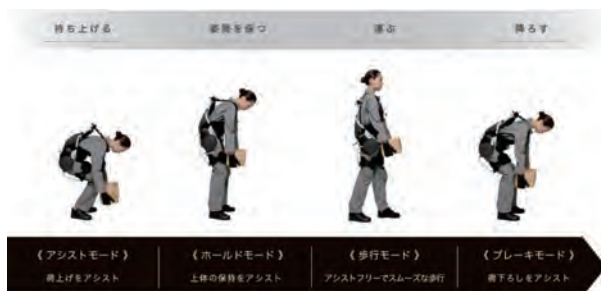 持ち上げる
姿勢を保つ
運ぶ
降ろす
《 アシストモード 》
《 ホールドモード 》
《 歩行モード 》
《 ブレーキモード 》
荷上げをアシスト
上体の保持をアシスト
アシストフリーでスムーズな歩行
荷下ろしをアシスト